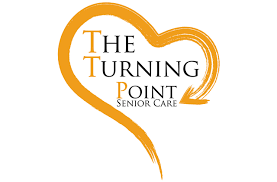 THE
TURNING
POINT
SENIOR CARE